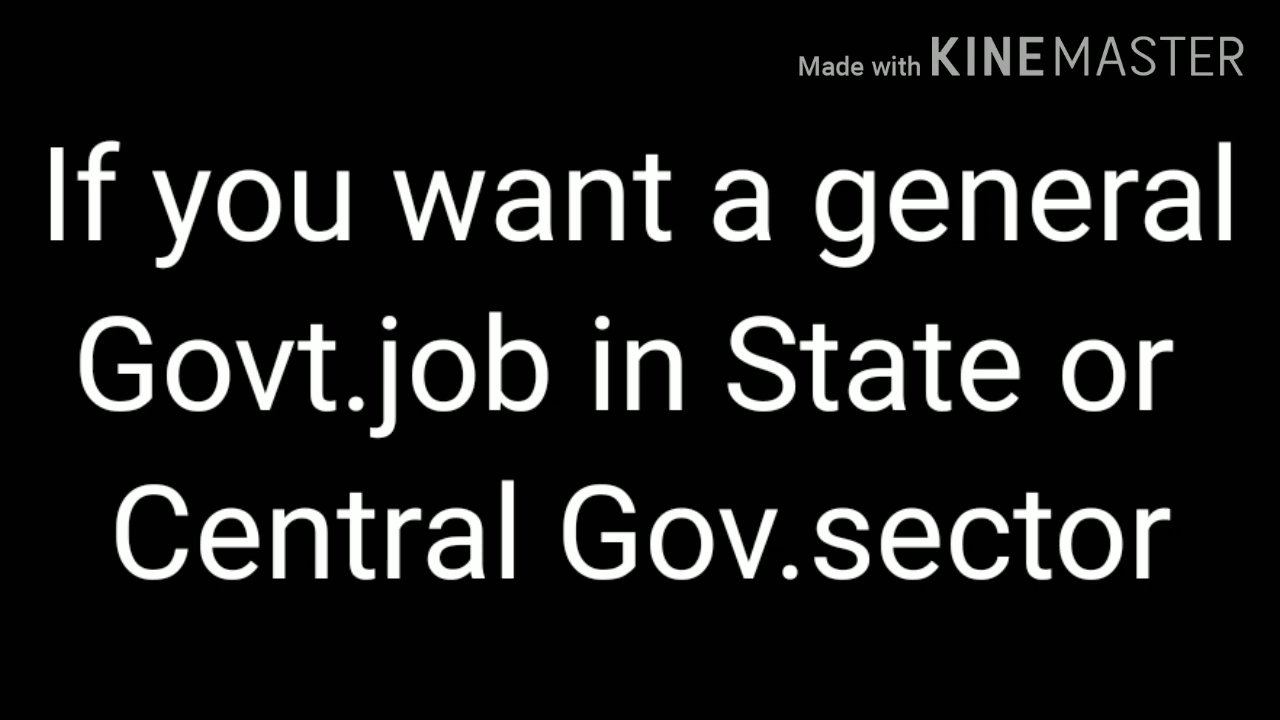 Made with KINEMASTER
If you want a general
Govt.job in State or
Central Gov.sector